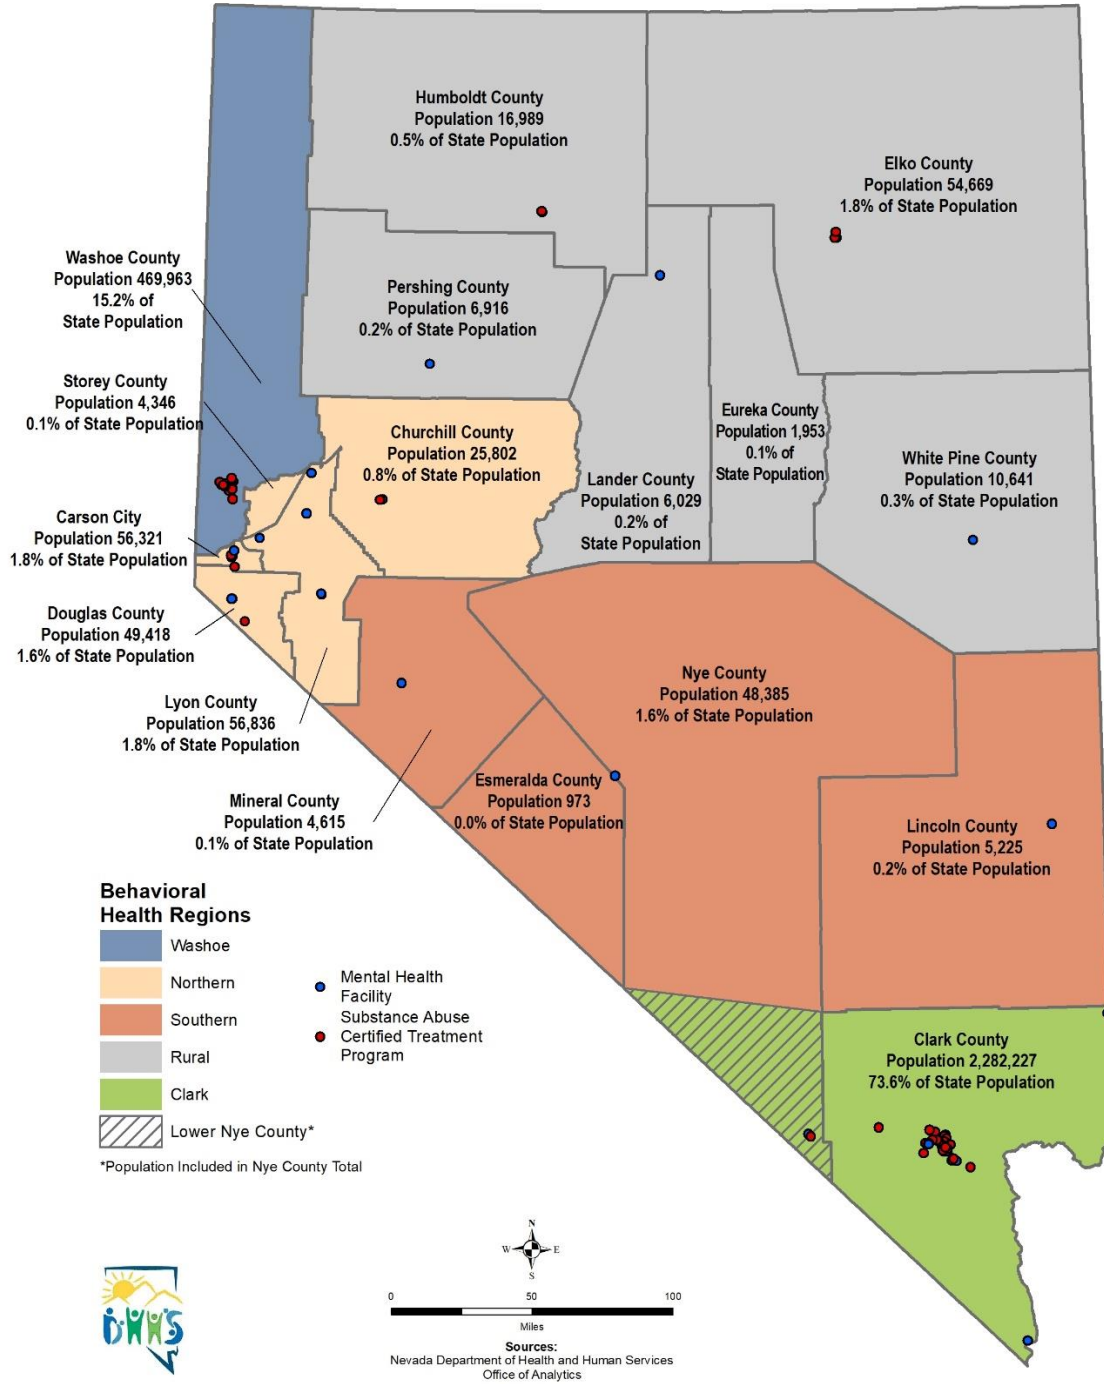 Humboldt County
Population 16,989
0.5% of State Population
Elko County
Population 54,669
1.8% of State Population
Washoe County
Population 469,963
15.2% of
State Population
Pershing County
Population 6,916
0.2% of State Population
Storey County
Population 4,346
0.1% of State Population
Churchill County
Population 25,802
0.8% of State Population
Eureka County
Population 1,953
0.1% of
State Population
Lander County
Population 6,029
0.2% of
State Population
White Pine County
Population 10,641
0.3% of State Population
Carson City
Population 56,321
1.8% of State Population
Douglas County
Population 49,418
1.6% of State Population
Lyon County
Population 56,836
1.8% of State Population
Nye County
Population 48,385
1.6% of State Population
Mineral County
Population 4,615
0.1% of State Population
Esmeralda County
Population 973
0.0% of State Population
Lincoln County
Population 5,225
0.2% of State Population
Clark County
Population 2,282,227
73.6% of State Population
Behavioral
Health Regions
Washoe
Northern
Southern
Rural
Clark
Lower Nye County*
*Population Included in Nye County Total
Mental Health
Facility
Substance Abuse
Certified Treatment
Program
N
W
E
S
0 50 100
Miles
Sources:
Nevada Department of Health and Human Services
Office of Analytics
DHHS